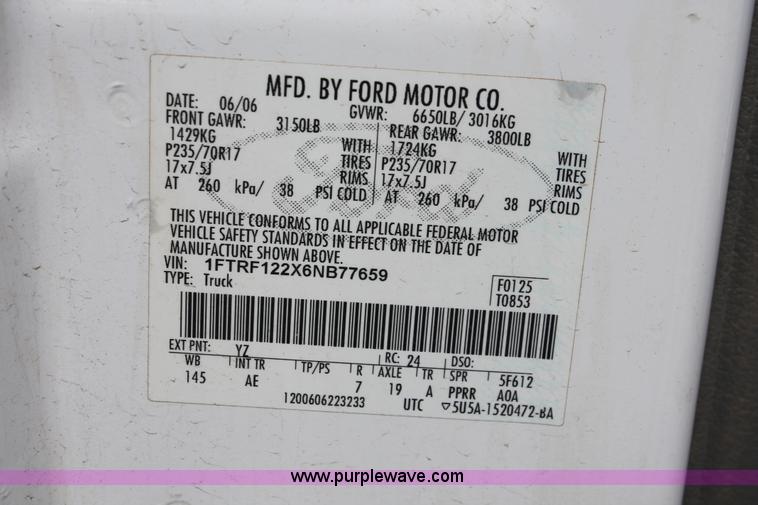 MFD. BY FORD MOTOR CO.
DATE: 06/06 GVWR: 6650LB/ 3016KG
FRONT GAWR: 3150LB REAR GAWR: 3800LB
1429KG WITH 1724KG WITH
P235/70R17 TIRES P235/70R17 TIRES
17x7.5J RIMS 17x7.5J RIMS
AT 260 kPa/ 38 PSI COLD AT 260 kPa/ 38 PSI COLD
Ford
THIS VEHICLE CONFORMS TO ALL APPLICABLE FEDERAL MOTOR
VEHICLE SAFETY STANDARDS IN EFFECT ON THE DATE OF
MANUFACTURE SHOWN ABOVE.
VIN: 1FTRF122X6NB77659
TYPE: Truck
F0125
T0853
EXT PNT: YZ RC: 24 DSO:
WB INT TR TP/PS R AXLE TR SPR 5F612
145 AE 7 19 A PPRR AOA
1200606223233 UTC ▽5U5A-1520472-BA
www.purplewave.com